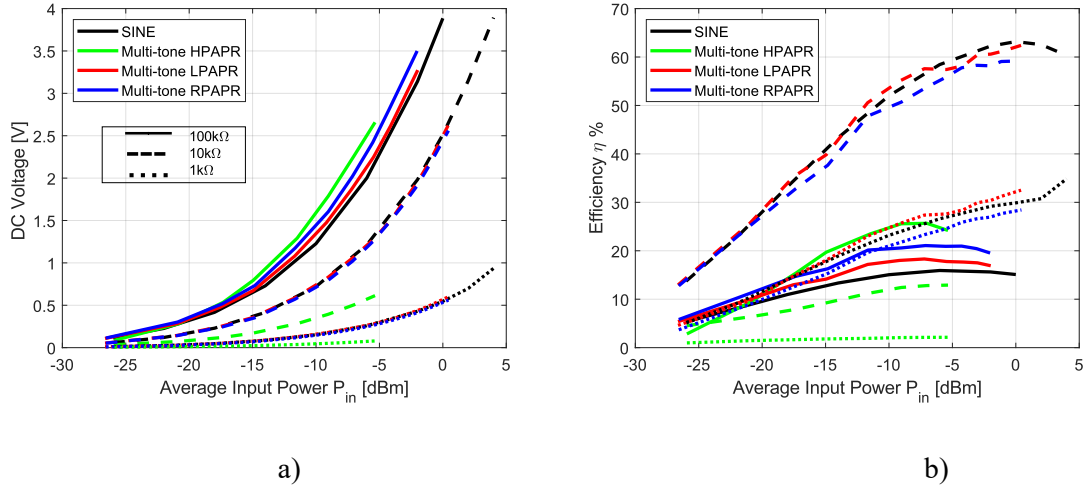 4
3.5
3
2.5
2
1.5
1
0.5
0
DC Voltage [V]
SINE
Multi-tone HPAPR
Multi-tone LPAPR
Multi-tone RPAPR
100kΩ
10kΩ
1kΩ
-30 -25 -20 -15 -10 -5 0 5
Average Input Power P_in [dBm]
a)
70
60
50
40
30
20
10
0
Efficiency η %
SINE
Multi-tone HPAPR
Multi-tone LPAPR
Multi-tone RPAPR
-30 -25 -20 -15 -10 -5 0 5
Average Input Power P_in [dBm]
b)